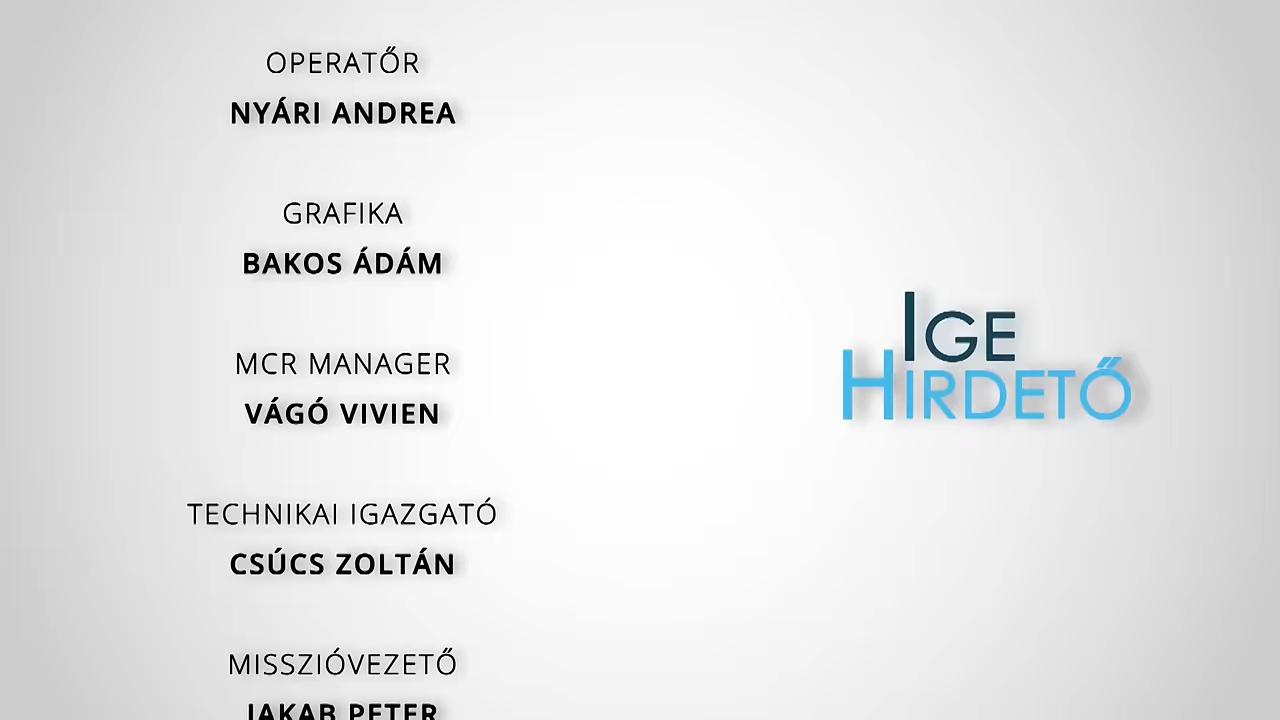 OPERATŐR
NYÁRI ANDREA
GRAFIKA
BAKOS ÁDÁM
MCR MANAGER
VÁGÓ VIVIEN
TECHNIKAI IGAZGATÓ
CSÚCS ZOLTÁN
MISSZIÓVEZETŐ
JAKAB PETER
IGE
HIRDETŐ